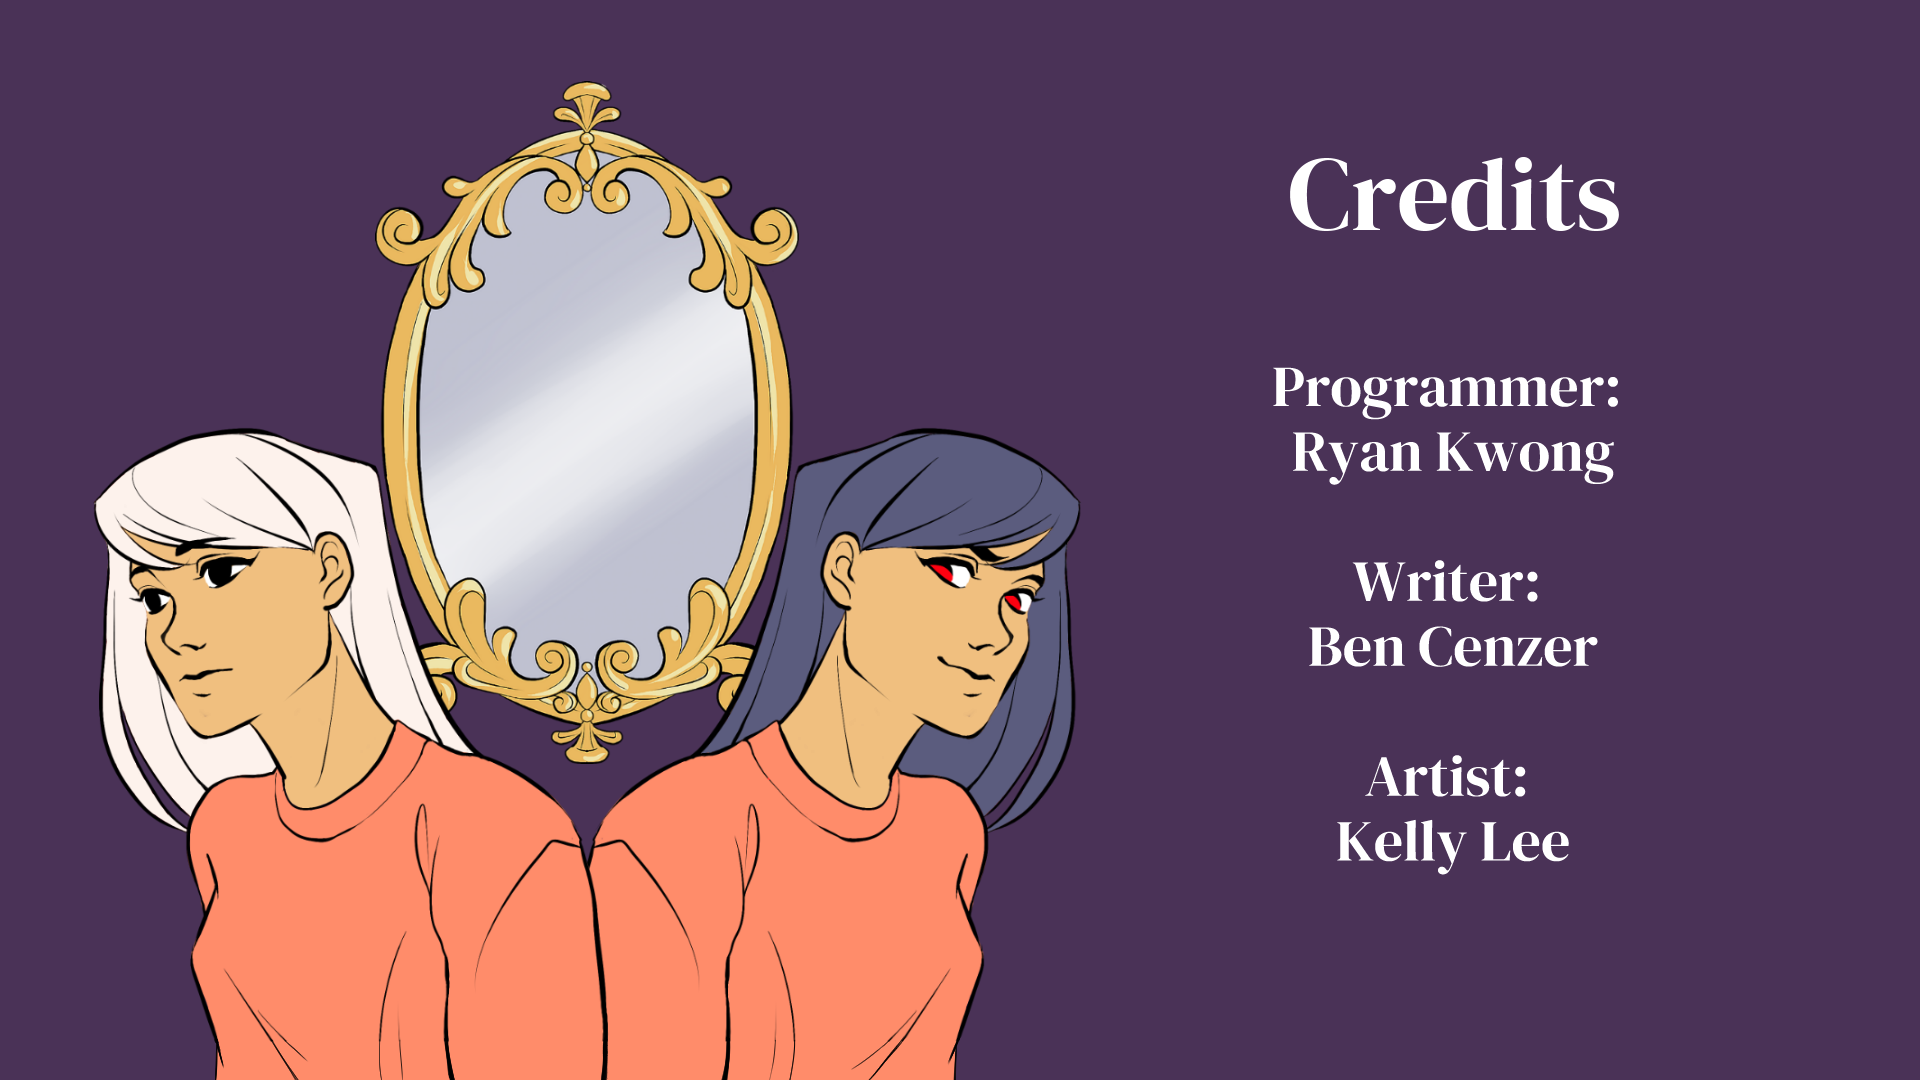 Credits
Programmer:
Ryan Kwong
Writer:
Ben Cenzer
Artist:
Kelly Lee